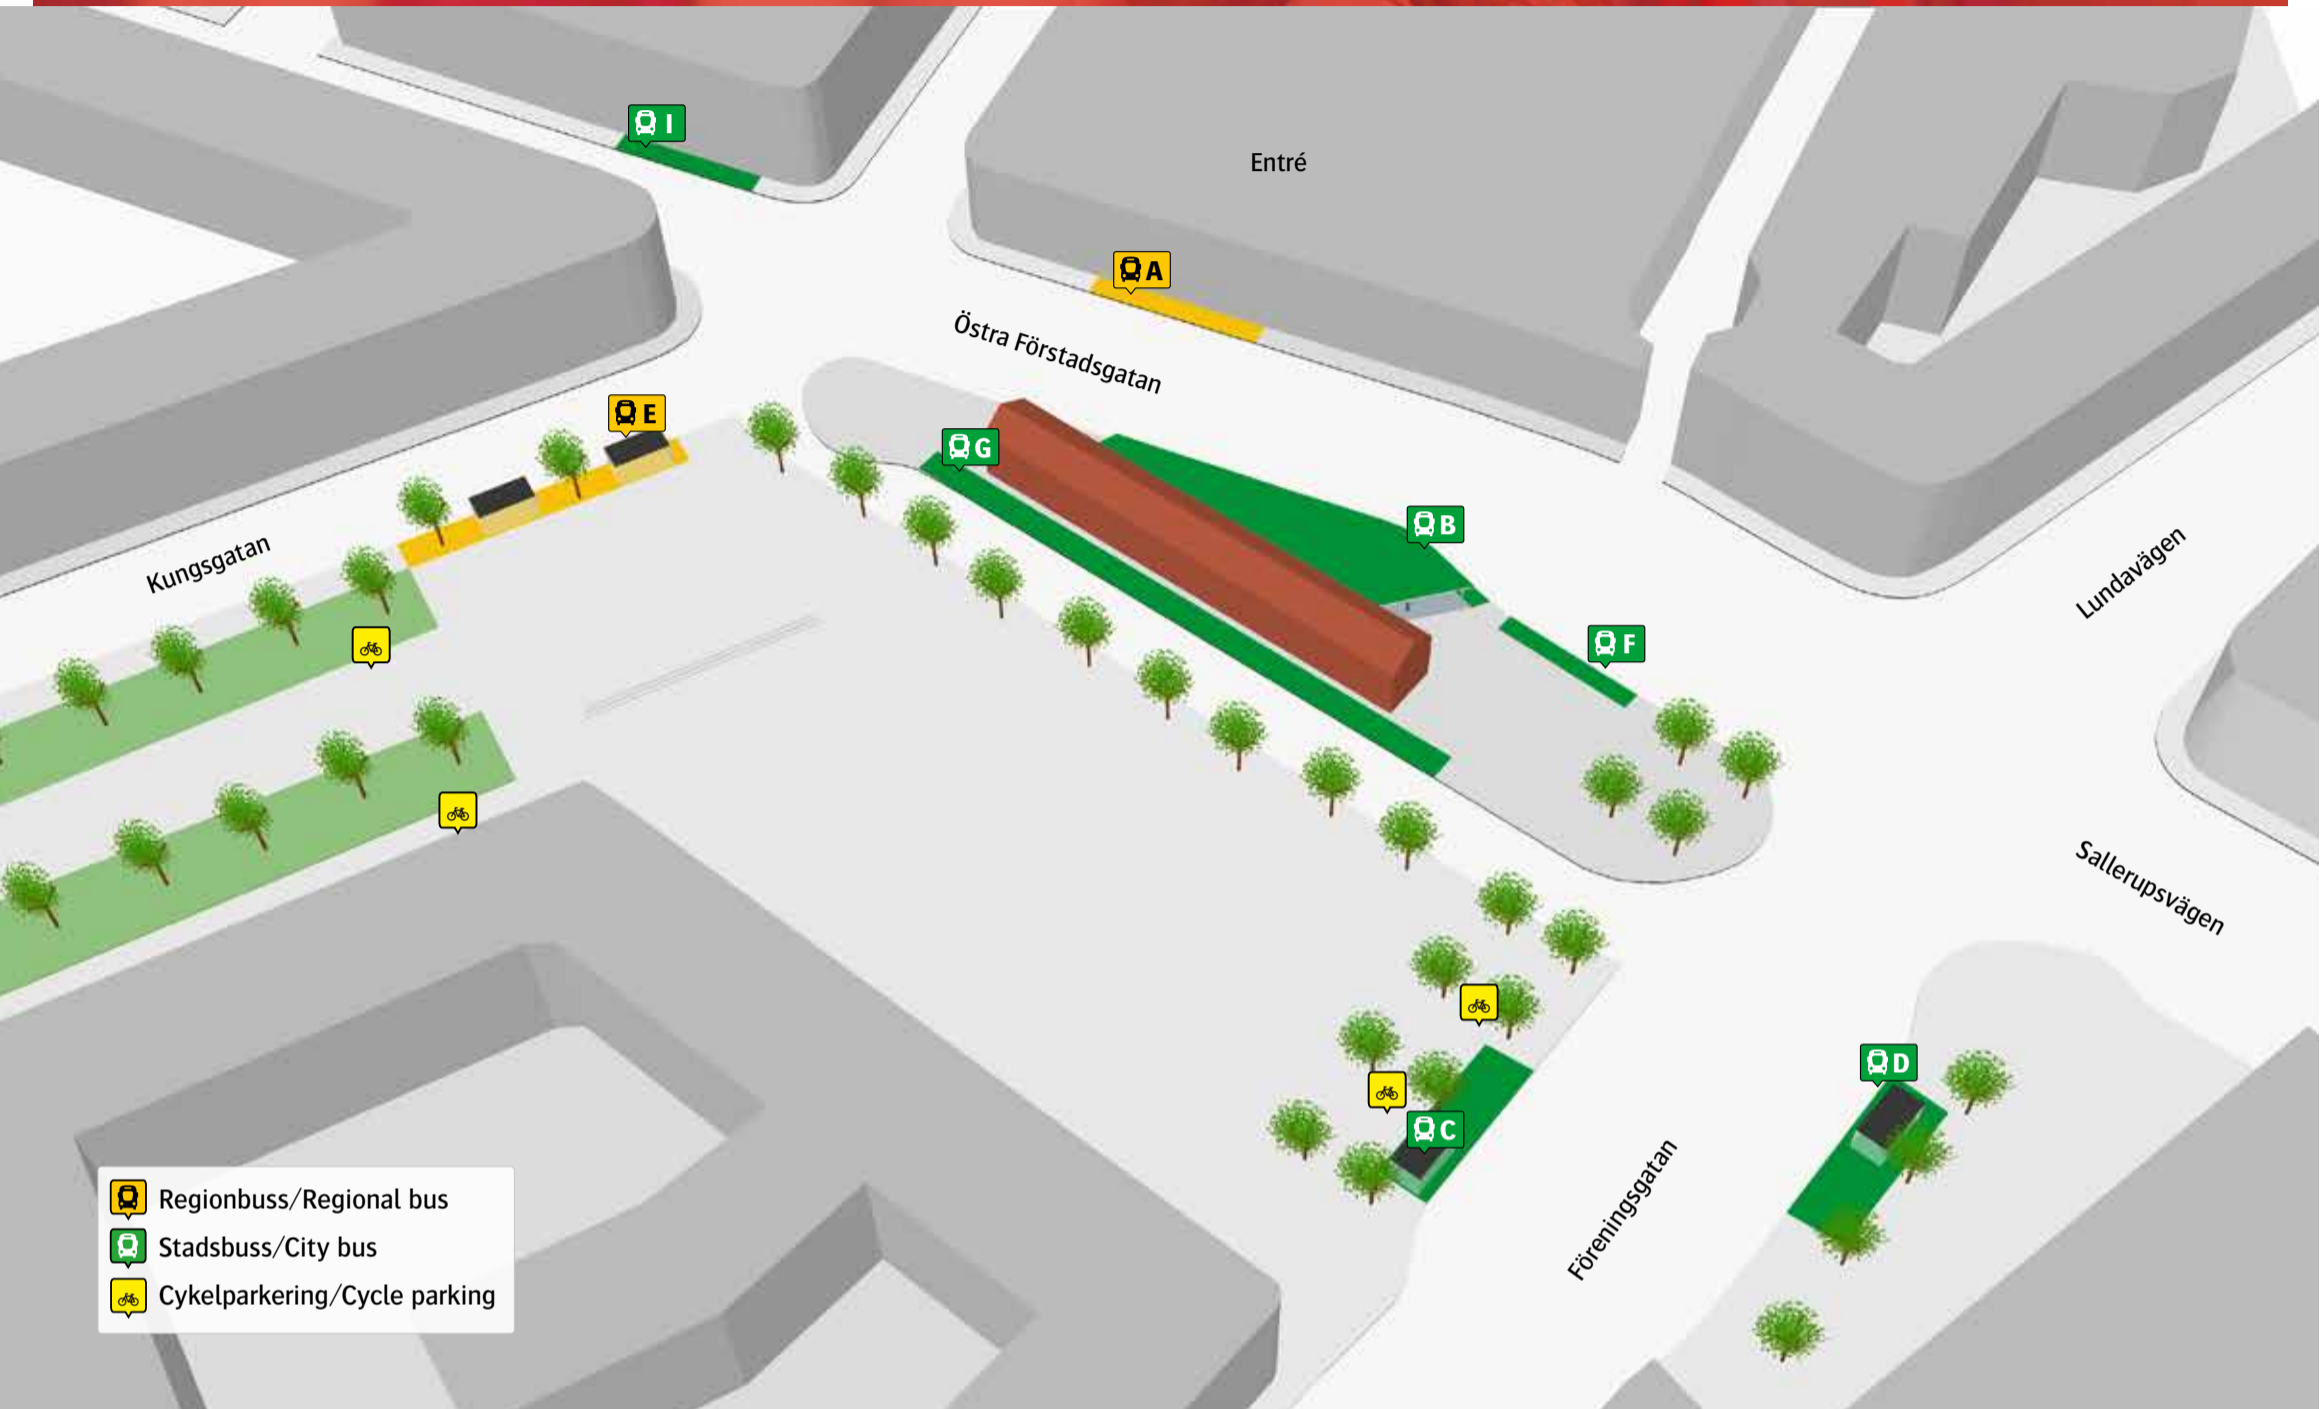 I
Entré
A
Östra Förstadsgatan
E
G
B
Kungsgatan
Lundavägen
F
Sallerupsvägen
D
C
Föreningsgatan
Regionbuss/Regional bus
Stadsbuss/City bus
Cykelparkering/Cycle parking